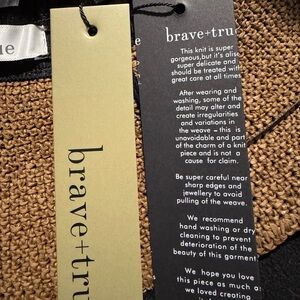 ue
brave+tru
e
brave+true
This knit is super
gorgeous,but it's also
super delicate and
should be treated with
great care at all times
After wearing and
washing, some of the
detail may alter and
create irregularities
and variations in
the weave – this is
unavoidable and part
of the charm of a knit
piece and is not a
cause for claim.
Be super careful near
sharp edges and
jewellery to avoid
pulling of the weave.
We recommend
hand washing or dry
cleaning to prevent
deterioration of the
beauty of this garment.
We hope you love
this piece as much as
we loved creating